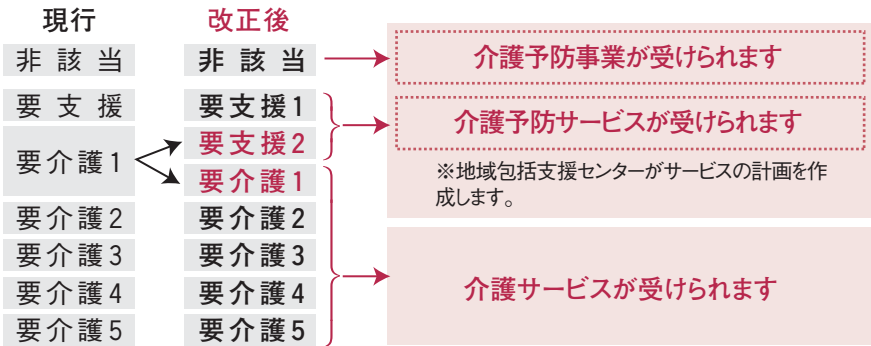 現行 改正後
非該当 非該当 介護予防事業が受けられます
要支援 要支援1
要支援2 介護予防サービスが受けられます
要介護1
要介護1 ※地域包括支援センターがサービスの計画を作
成します。
要介護2 要介護2
要介護3 要介護3
要介護4 要介護4 介護サービスが受けられます
要介護5 要介護5